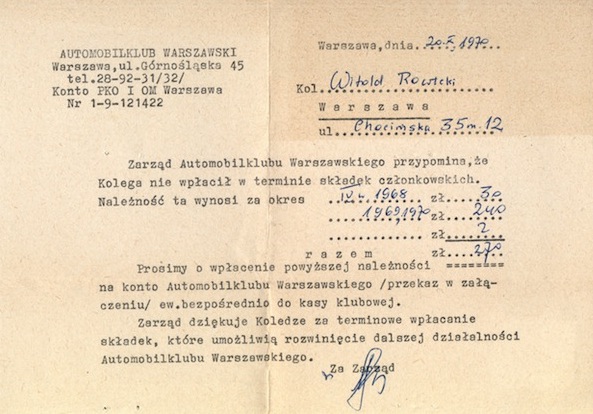 AUTOMOBILKLUB WARSZAWSKI
Warszawa,ul.Górnośląska 45
tel.28-92-31/32/
Konto PKO I OM Warszawa
Nr 1-9-121422
Warszawa,dnia. 20.X.1970..
Kol Witold Rowicki
Warszawa
ul. Chocimska 35 m. 12
Zarząd Automobilklubu Warszawskiego przypomina,że
Kolega nie wpłacił w terminie składek członkowskich.
Należność ta wynosi za okres IV kw 1968 zł 30
1969,1970 zł 240
zł
razem zł 270
Prosimy o wpłacenie powyższej należności =======
na konto Automobilklubu Warszawskiego /przekaz w załą-
czeniu/ ew.bezpośrednio do kasy klubowej.
Zarząd dziękuje Koledze za terminowe wpłacanie
składek, które umożliwią rozwinięcie dalszej działalności
Automobilklubu Warszawskiego.
Za Zarząd